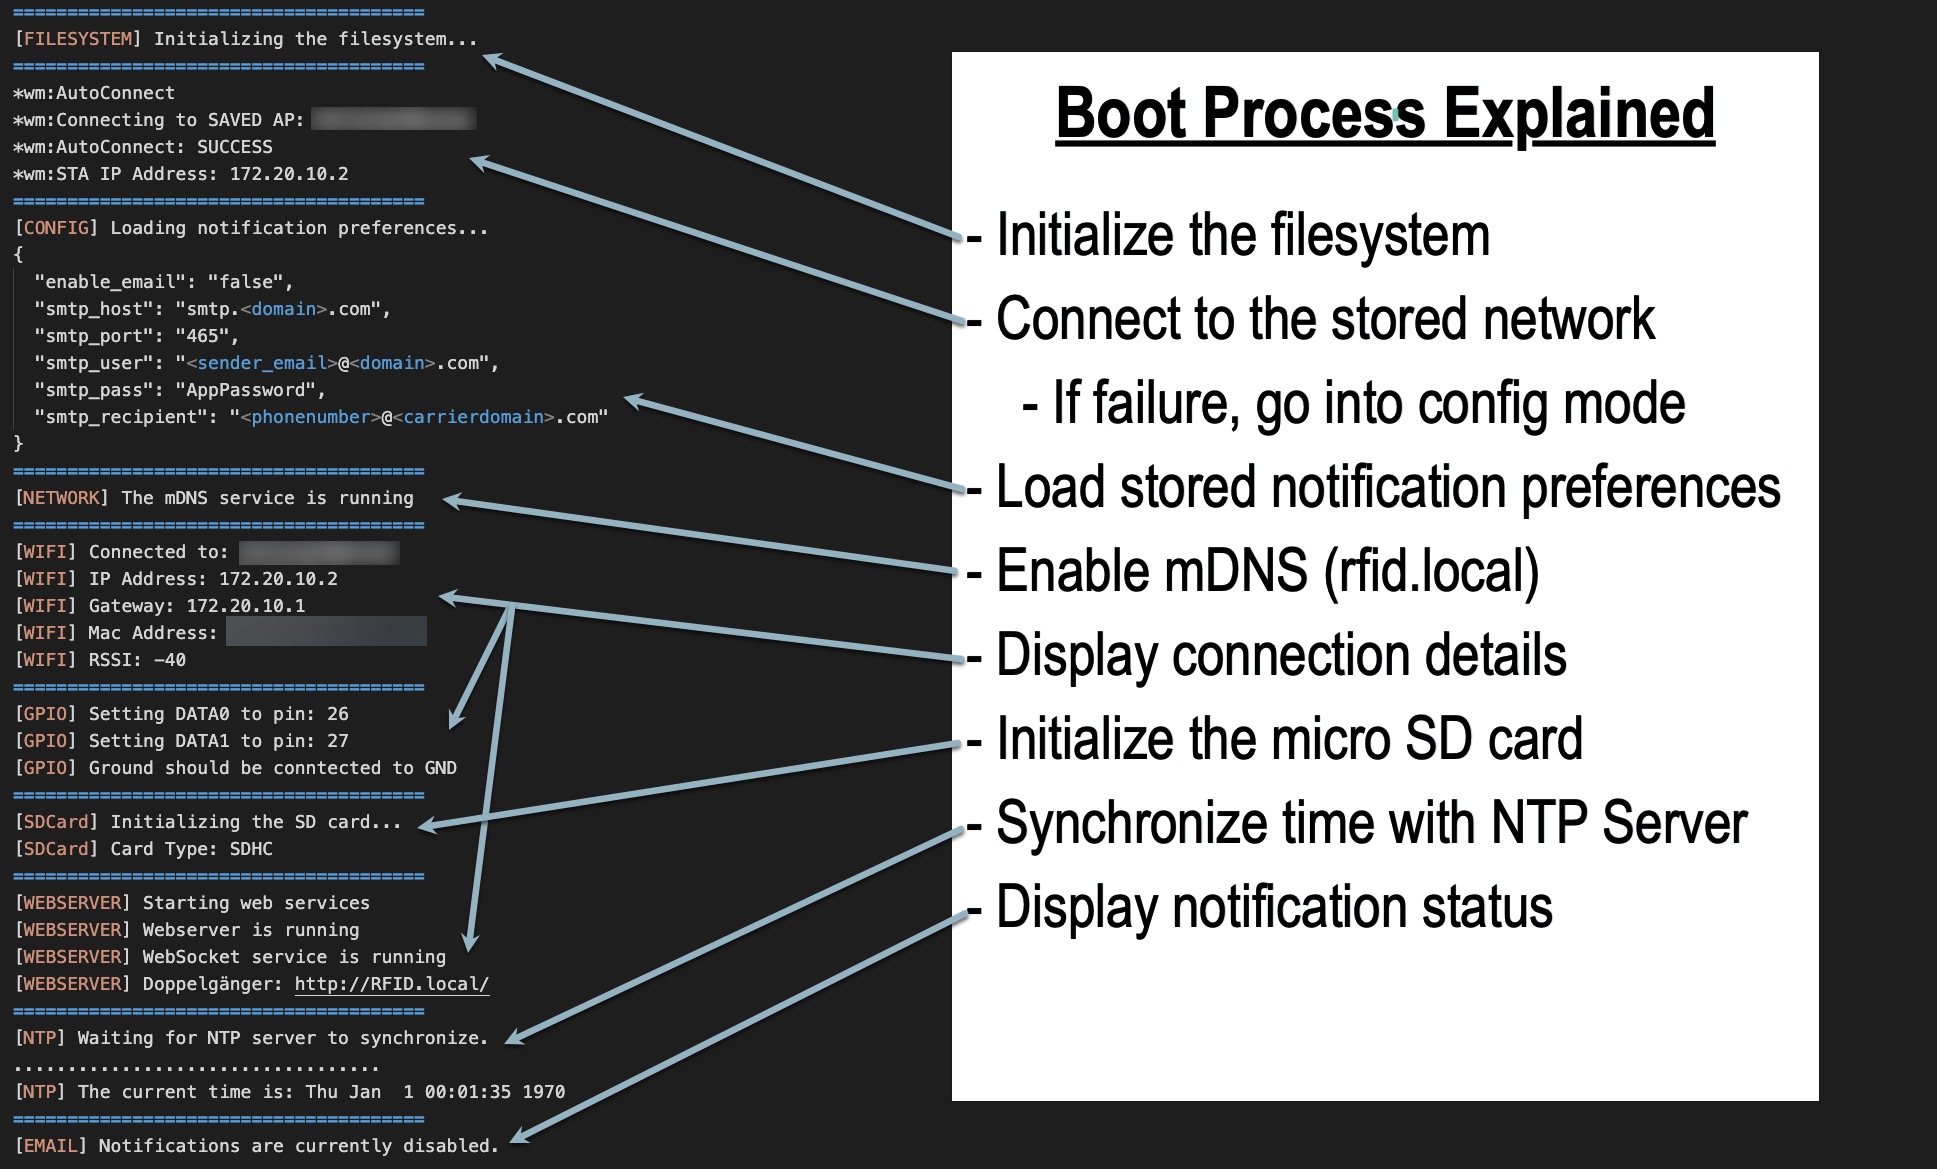 =====================================
[FILESYSTEM] Initializing the filesystem...
=====================================
*wm:AutoConnect
*wm:Connecting to SAVED AP:
*wm:AutoConnect: SUCCESS
*wm:STA IP Address: 172.20.10.2
=====================================
[CONFIG] Loading notification preferences...
{
  "enable_email": "false",
  "smtp_host": "smtp.<domain>.com",
  "smtp_port": "465",
  "smtp_user": "<sender_email>@<domain>.com",
  "smtp_pass": "AppPassword",
  "smtp_recipient": "<phonenumber>@<carrierdomain>.com"
}
=====================================
[NETWORK] The mDNS service is running
=====================================
[WIFI] Connected to:
[WIFI] IP Address: 172.20.10.2
[WIFI] Gateway: 172.20.10.1
[WIFI] Mac Address:
[WIFI] RSSI: -40
=====================================
[GPIO] Setting DATA0 to pin: 26
[GPIO] Setting DATA1 to pin: 27
[GPIO] Ground should be conntected to GND
=====================================
[SDCard] Initializing the SD card...
[SDCard] Card Type: SDHC
=====================================
[WEBSERVER] Starting web services
[WEBSERVER] Webserver is running
[WEBSERVER] WebSocket service is running
[WEBSERVER] Doppelgänger: http://RFID.local/
=====================================
[NTP] Waiting for NTP server to synchronize.
..................................
[NTP] The current time is: Thu Jan  1 00:01:35 1970
=====================================
[EMAIL] Notifications are currently disabled.
Boot Process Explained
- Initialize the filesystem
- Connect to the stored network
- If failure, go into config mode
- Load stored notification preferences
- Enable mDNS (rfid.local)
- Display connection details
- Initialize the micro SD card
- Synchronize time with NTP Server
- Display notification status